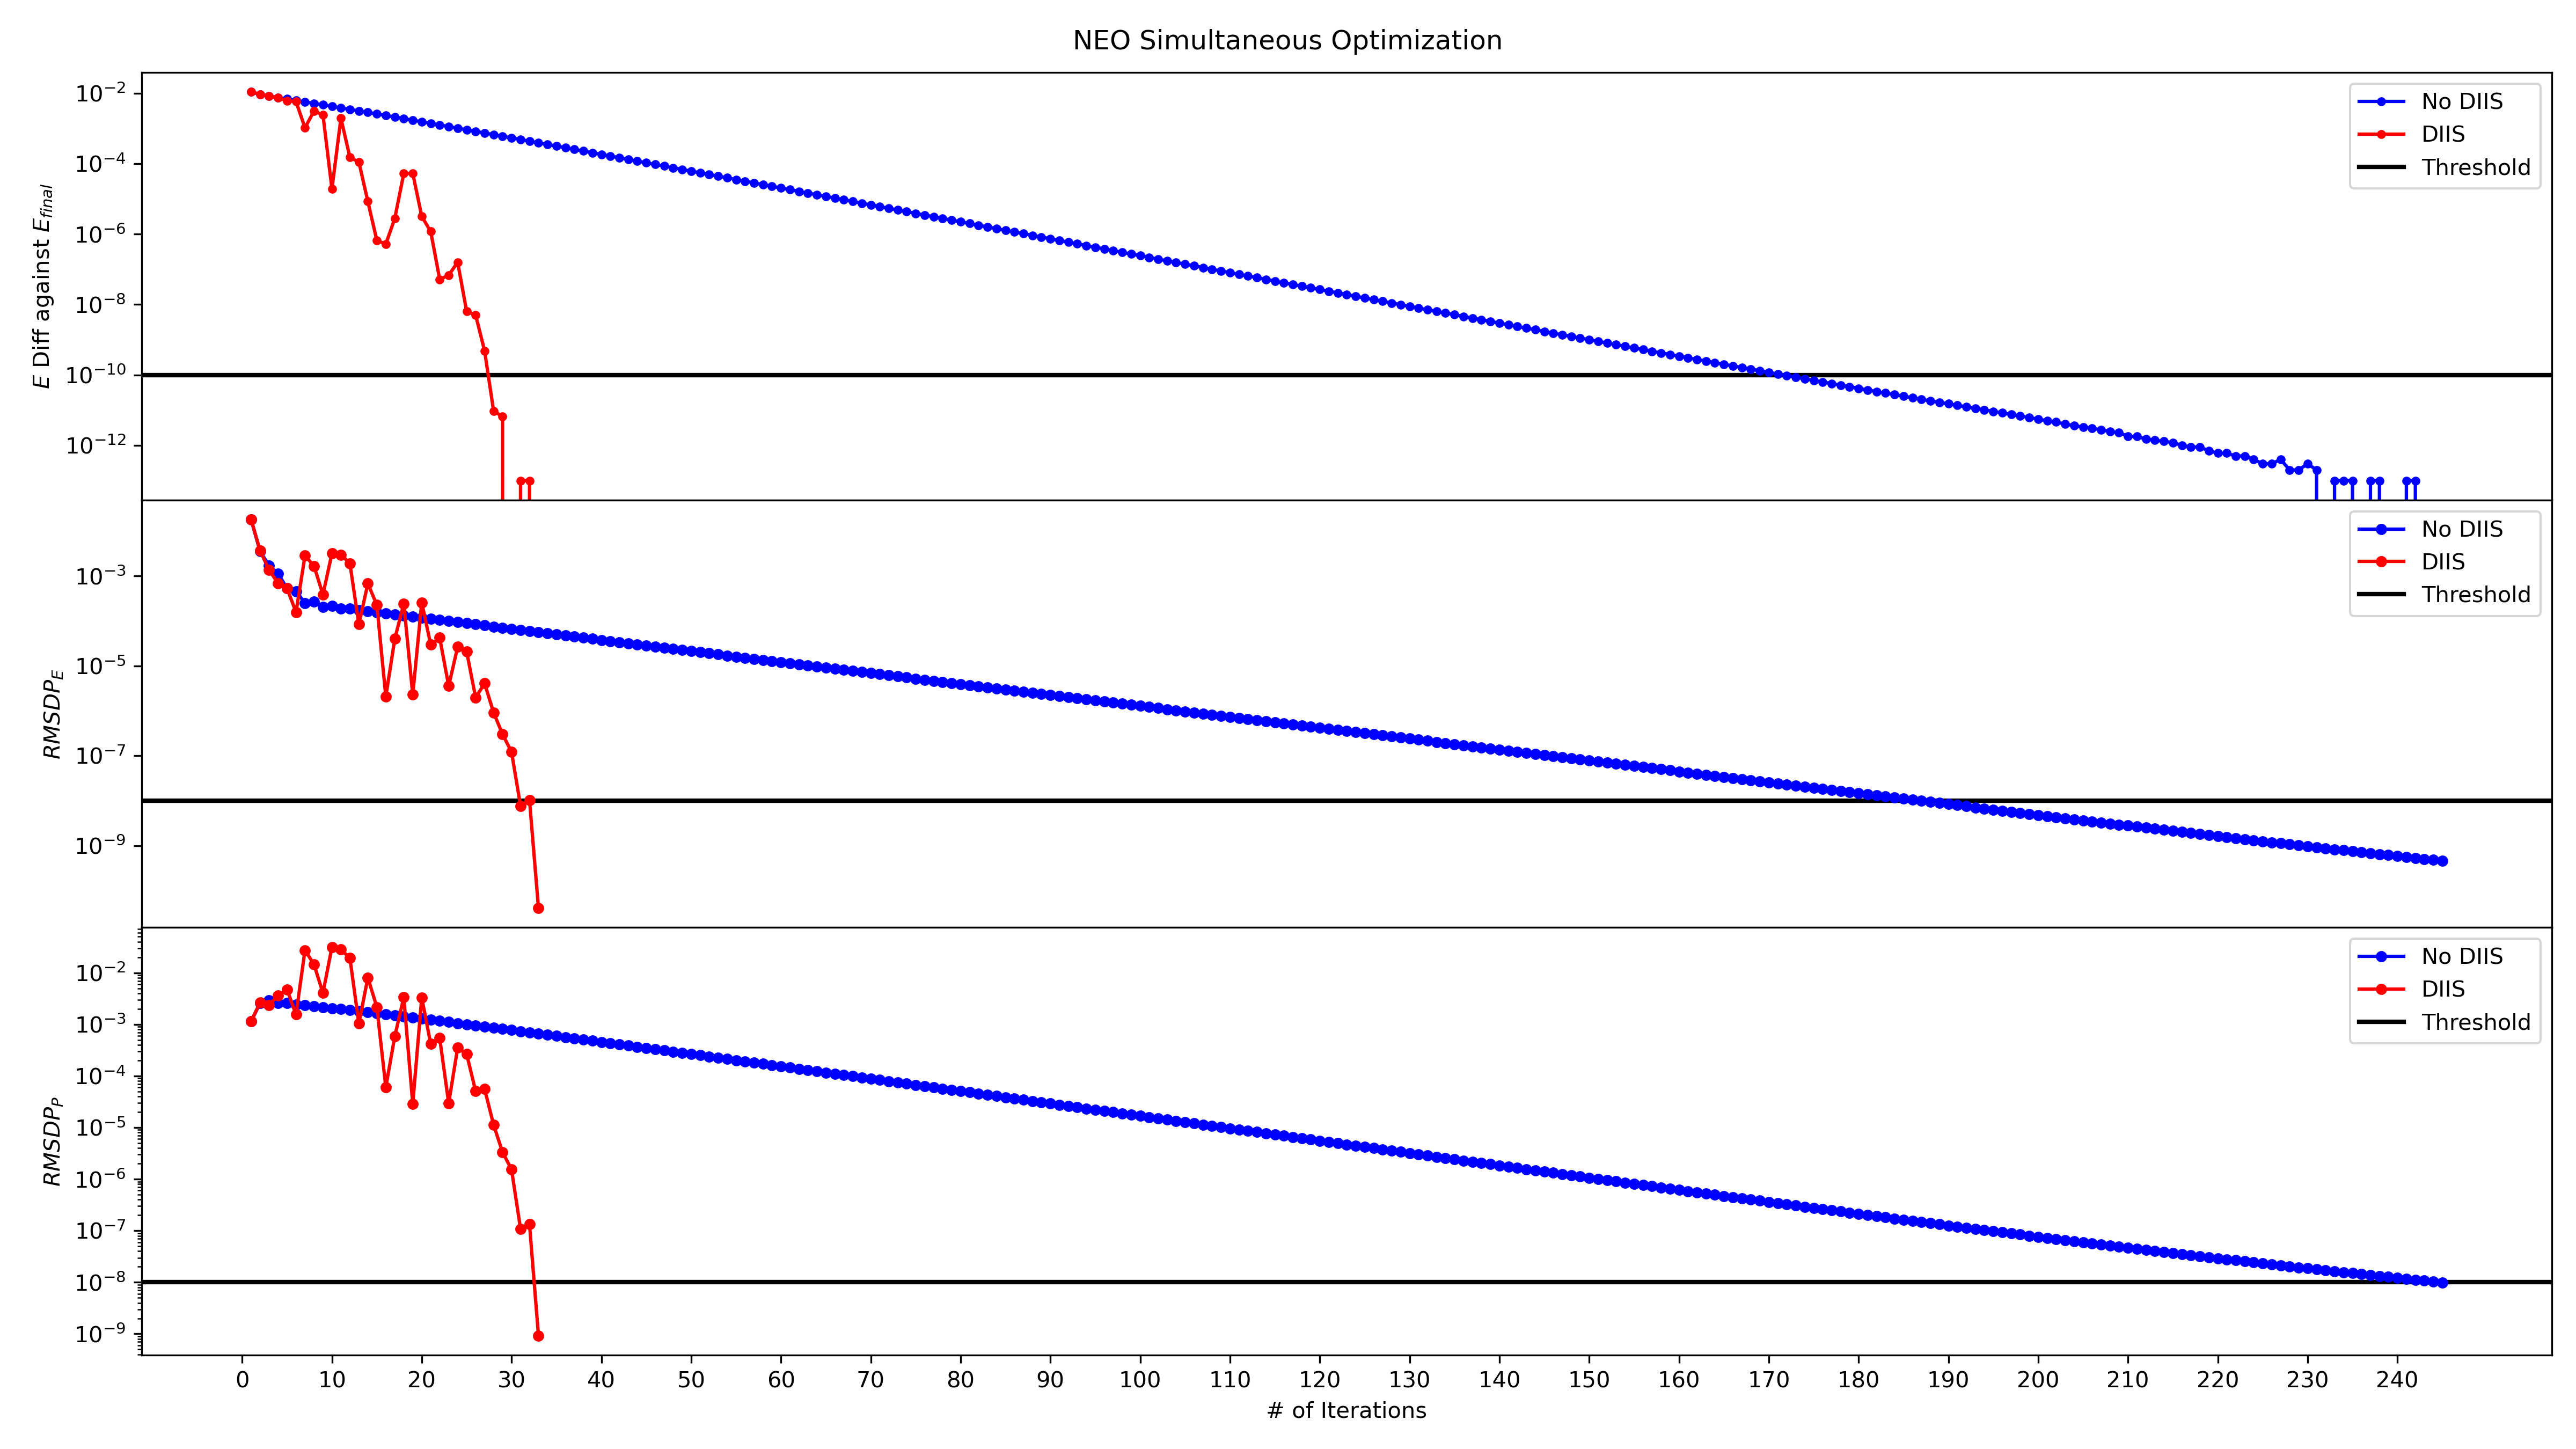 NEO Simultaneous Optimization
E Diff against E_final
10^-2
10^-4
10^-6
10^-8
10^-10
10^-12
No DIIS
DIIS
Threshold
RMSDP_E
10^-3
10^-5
10^-7
10^-9
No DIIS
DIIS
Threshold
RMSDP_P
10^-2
10^-3
10^-4
10^-5
10^-6
10^-7
10^-8
10^-9
No DIIS
DIIS
Threshold
0 10 20 30 40 50 60 70 80 90 100 110 120 130 140 150 160 170 180 190 200 210 220 230 240
# of Iterations